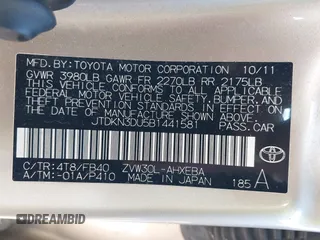 MFD. BY: TOYOTA MOTOR CORPORATION 10/11
GVWR 3980LB GAWR FR 2270LB RR 2175LB
THIS VEHICLE CONFORMS TO ALL APPLICABLE
FEDERAL MOTOR VEHICLE SAFETY, BUMPER, AND
THEFT PREVENTION STANDARDS IN EFFECT ON
THE DATE OF MANUFACTURE SHOWN ABOVE.
JTDKN3DU5B1441581 PASS. CAR
C/TR: 4T8/FB40 ZVW30L-AHXEBA
A/TM: -01A/P410 MADE IN JAPAN
185 A
TOYOTA
CREDAMBID